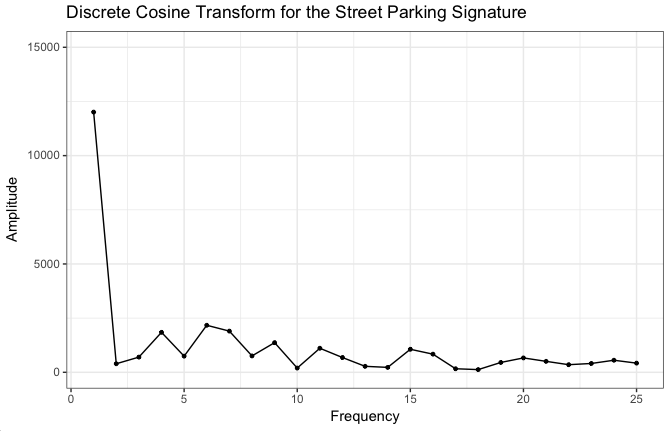 Discrete Cosine Transform for the Street Parking Signature
15000
10000
5000
0
Amplitude
0 5 10 15 20 25
Frequency